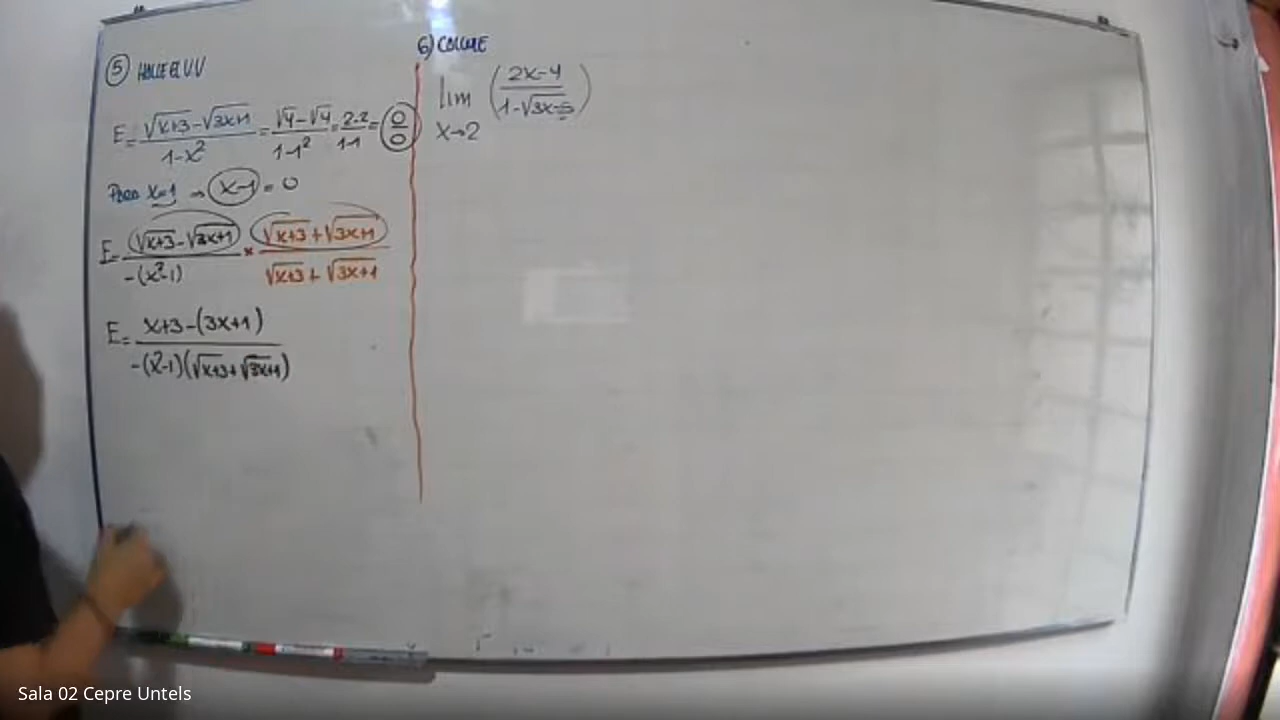 5 HALLE EL VV
E = √x+3 - √3x+1 / 1-x² = √4-√4 / 1-1² = 2-2 / 1-1 = 0/0
PARA x=1 → x-1 = 0
E = (√x+3 - √3x+1) / -(x²-1) × √x+3 + √3x+1 / √x+3 + √3x+1
E = x+3-(3x+1) / -(x²-1)(√x+3+√3x+1)
6) CALCULE
lim x→2 (2x-4 / 1-√3x-5)
Sala 02 Cepre Untels